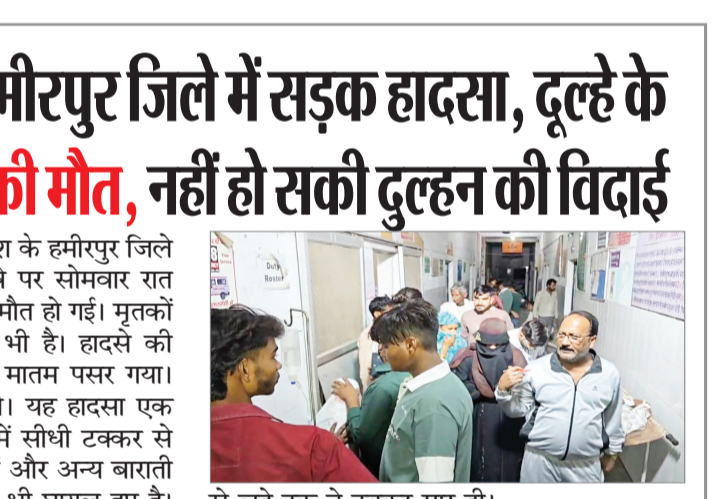 मीरपुर जिले में सड़क हादसा, दूल्हे के
की मौत, नहीं हो सकी दुल्हन की विदाई
श के हमीरपुर जिले
पर सोमवार रात
मौत हो गई। मृतकों
भी है। हादसे की
मातम पसर गया।
यह हादसा एक
में सीधी टक्कर से
और अन्य बाराती
Duty
Roster